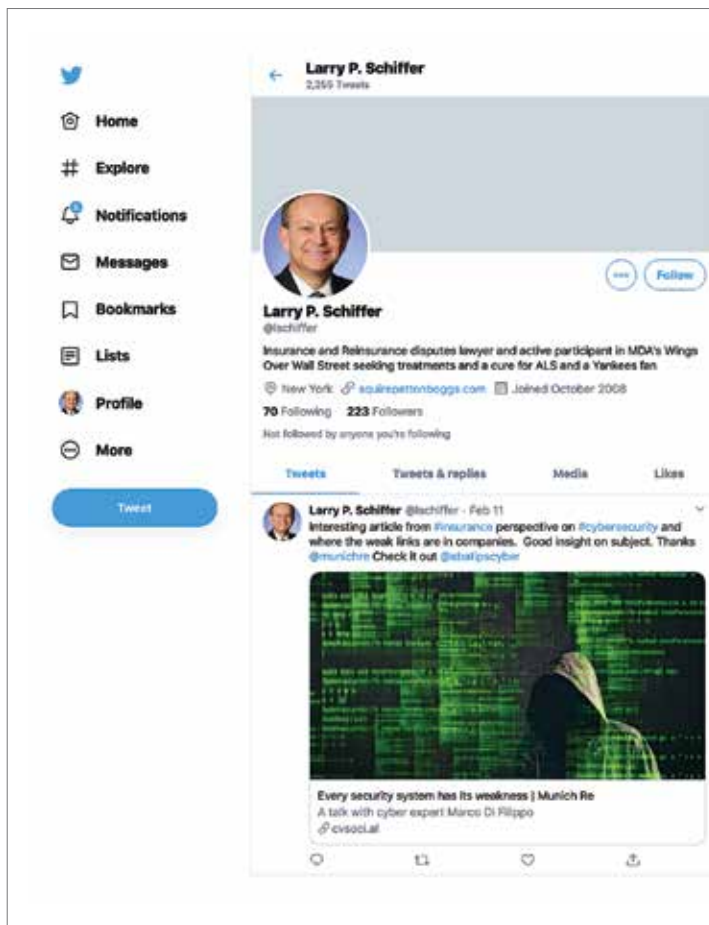 Larry P. Schiffer
2,255 Tweets
Home
Explore
Notifications
Messages
Bookmarks
Lists
Profile
More
Tweet
Follow
Larry P. Schiffer
@lschiffer
Insurance and Reinsurance disputes lawyer and active participant in MDA's Wings
Over Wall Street seeking treatments and a cure for ALS and a Yankees fan
New York squirepattonboggs.com Joined October 2008
70 Following 223 Followers
Not followed by anyone you're following
Tweets Tweets & replies Media Likes
Larry P. Schiffer @lschiffer · Feb 11
Interesting article from #insurance perspective on #cybersecurity and
where the weak links are in companies. Good insight on subject. Thanks
@munichre Check it out
Every security system has its weakness | Munich Re
A talk with cyber expert Marco Di Filippo
cvsoci.al